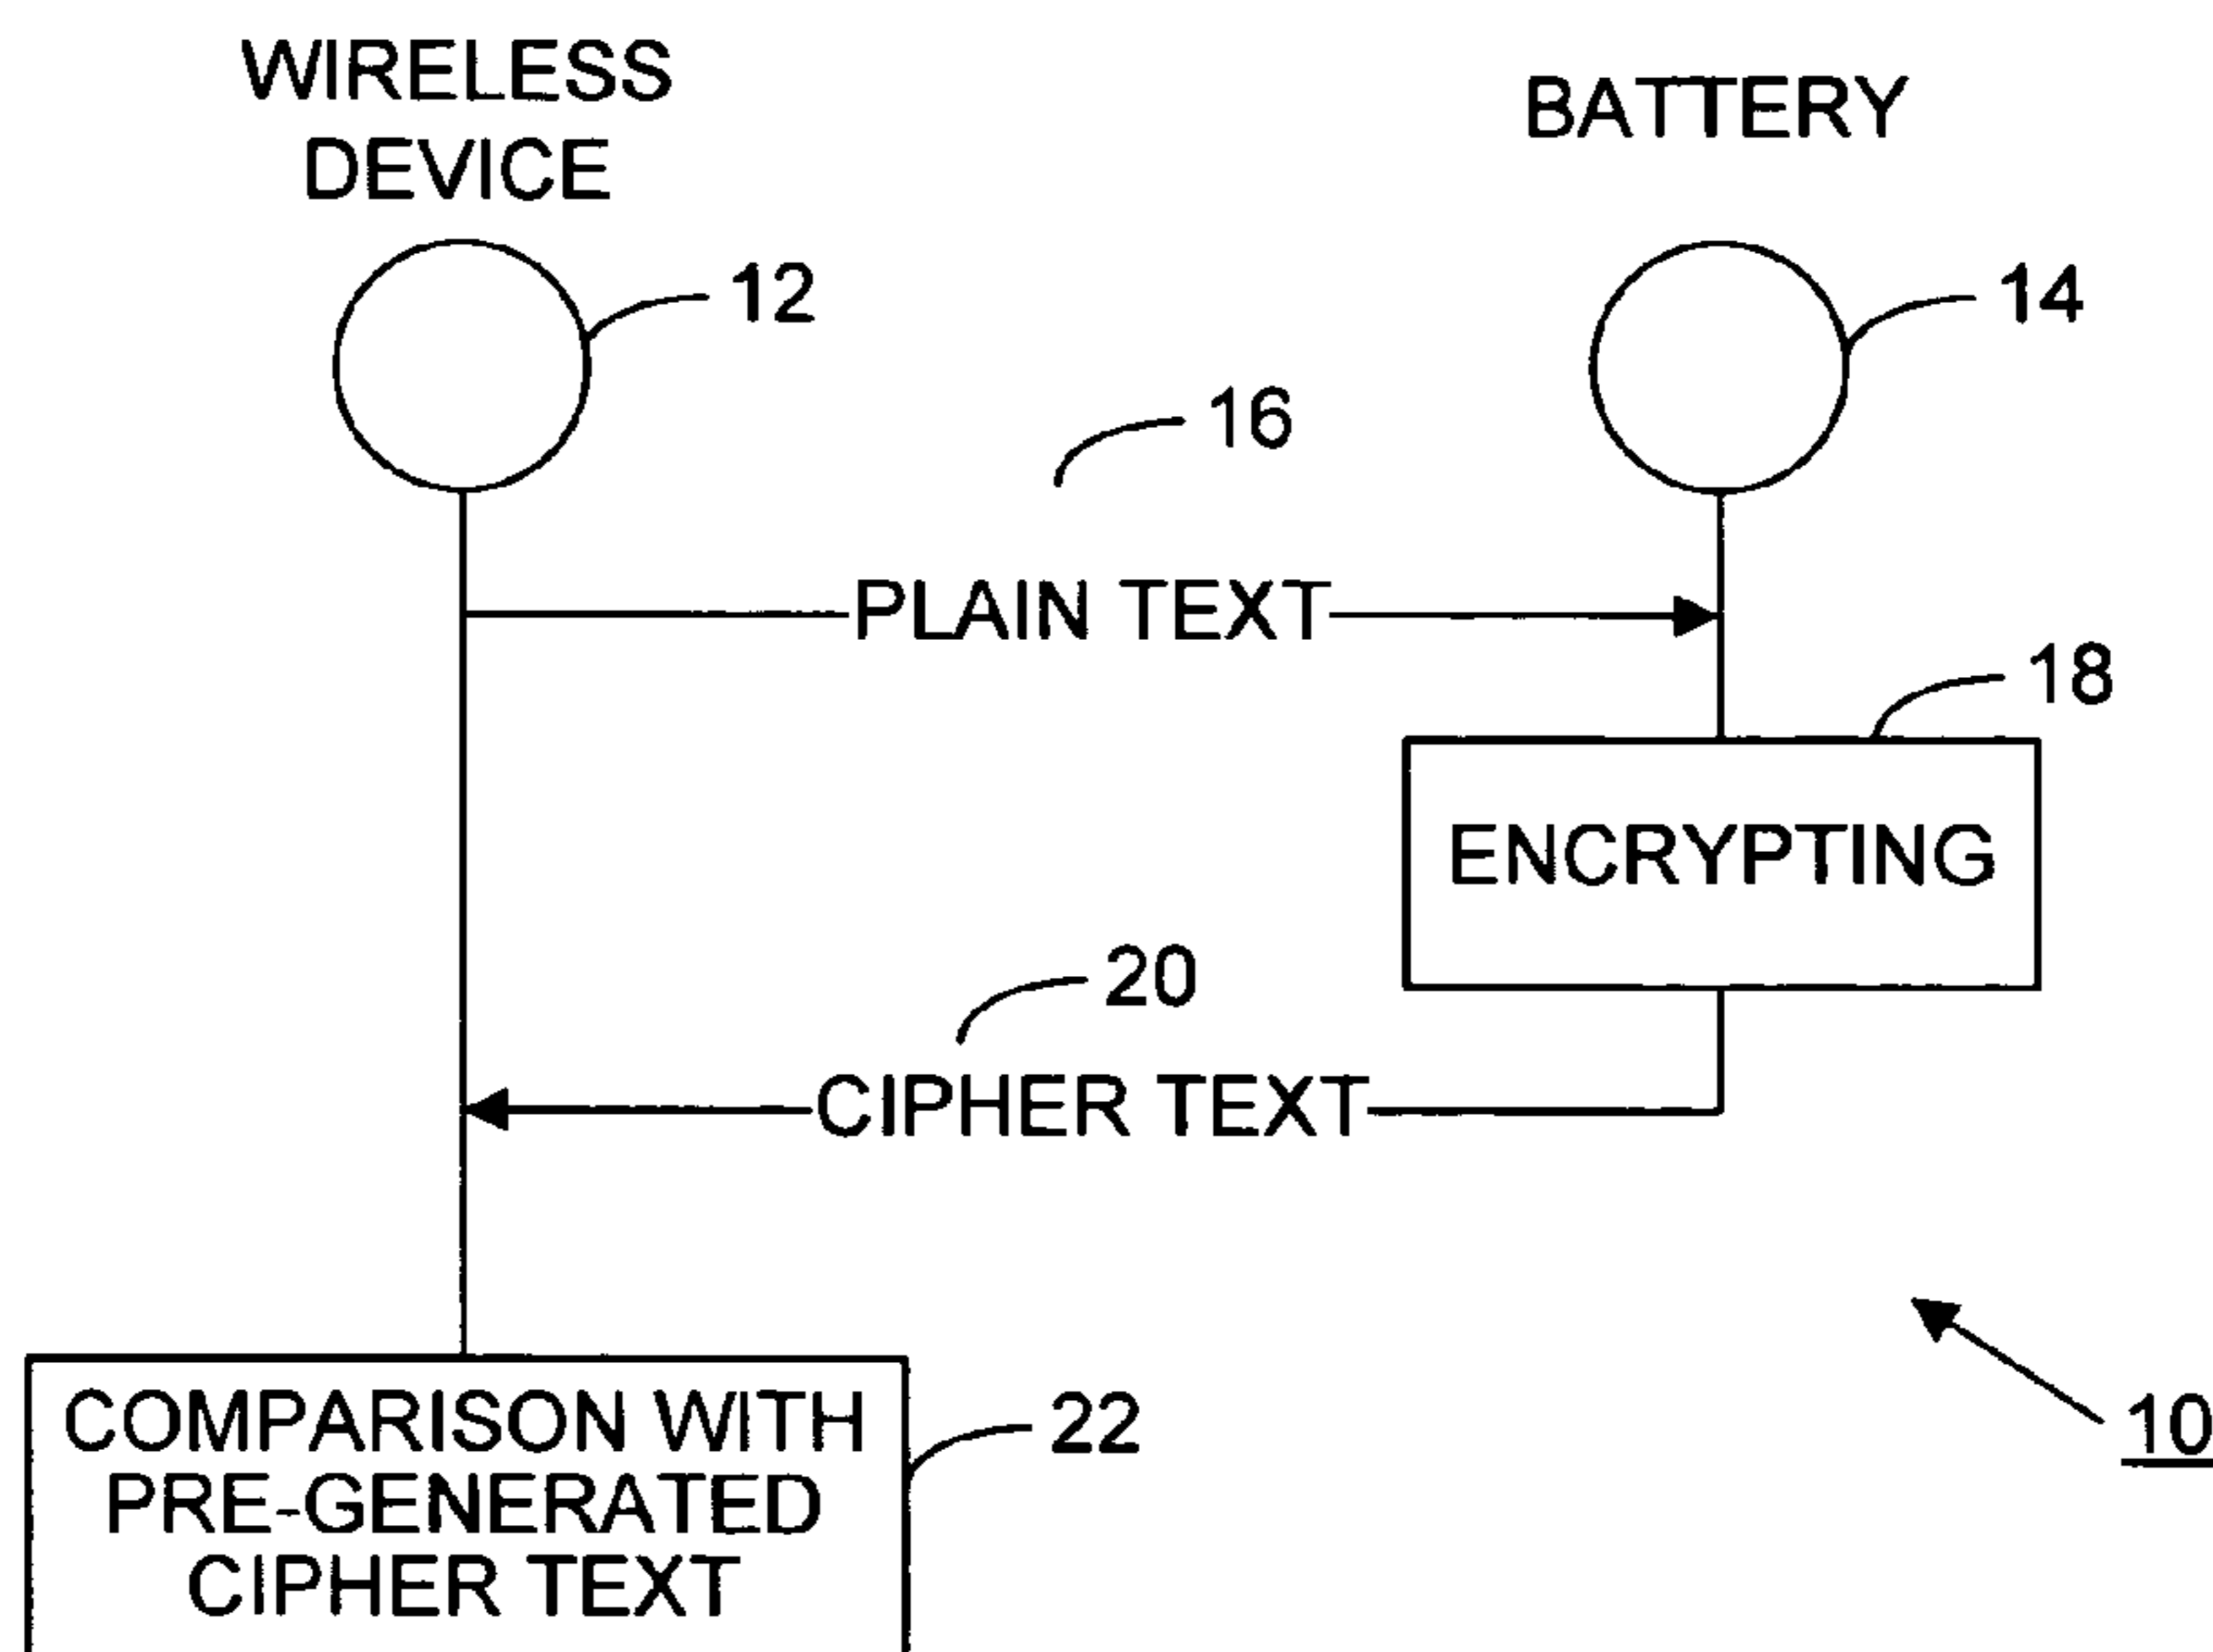 WIRELESS
DEVICE
BATTERY
12
14
16
PLAIN TEXT
18
ENCRYPTING
20
CIPHER TEXT
10
COMPARISON WITH
PRE-GENERATED
CIPHER TEXT
22